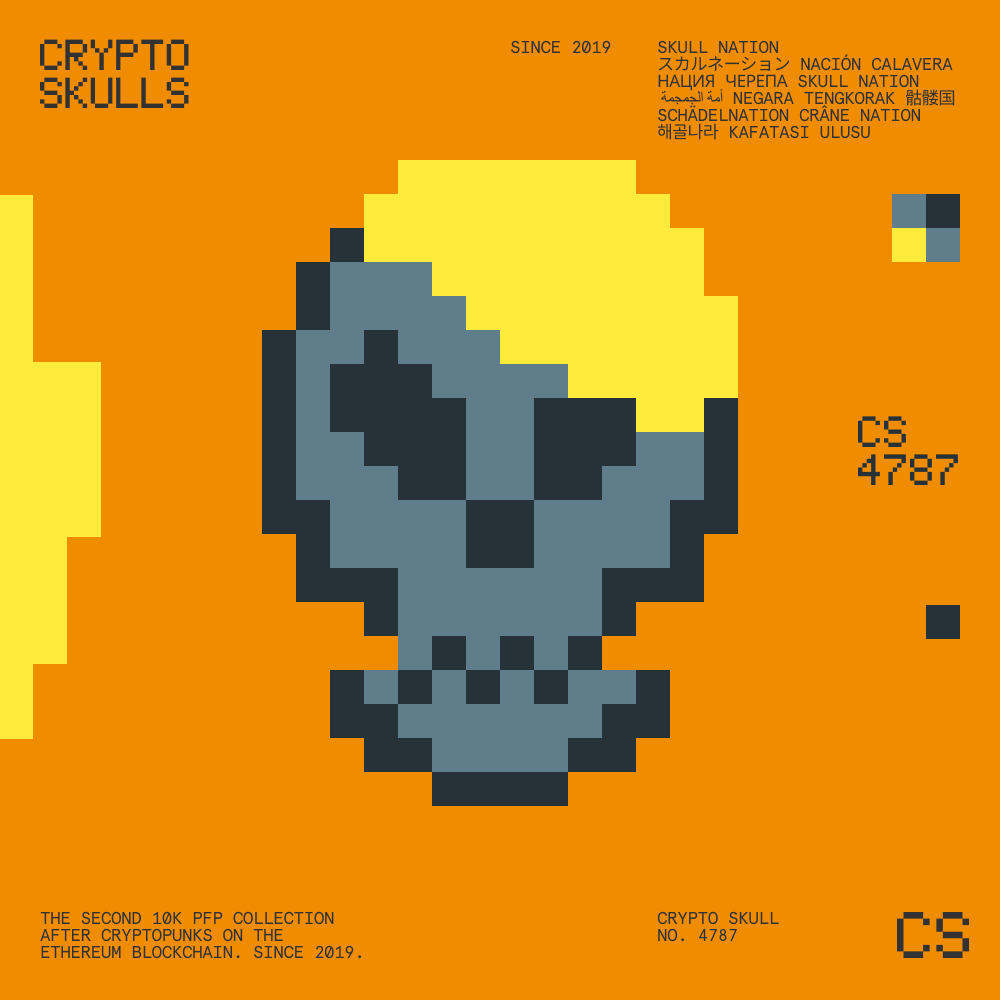 CRYPTO
SKULLS
SINCE 2019
SKULL NATION
スカルネーション NACIÓN CALAVERA
НАЦИЯ ЧЕРЕПА SKULL NATION
أمة الجمجمة NEGARA TENGKORAK 骷髅国
SCHÄDELNATION CRÂNE NATION
해골나라 KAFATASI ULUSU
CS
4787
THE SECOND 10K PFP COLLECTION
AFTER CRYPTOPUNKS ON THE
ETHEREUM BLOCKCHAIN. SINCE 2019.
CRYPTO SKULL
NO. 4787
CS